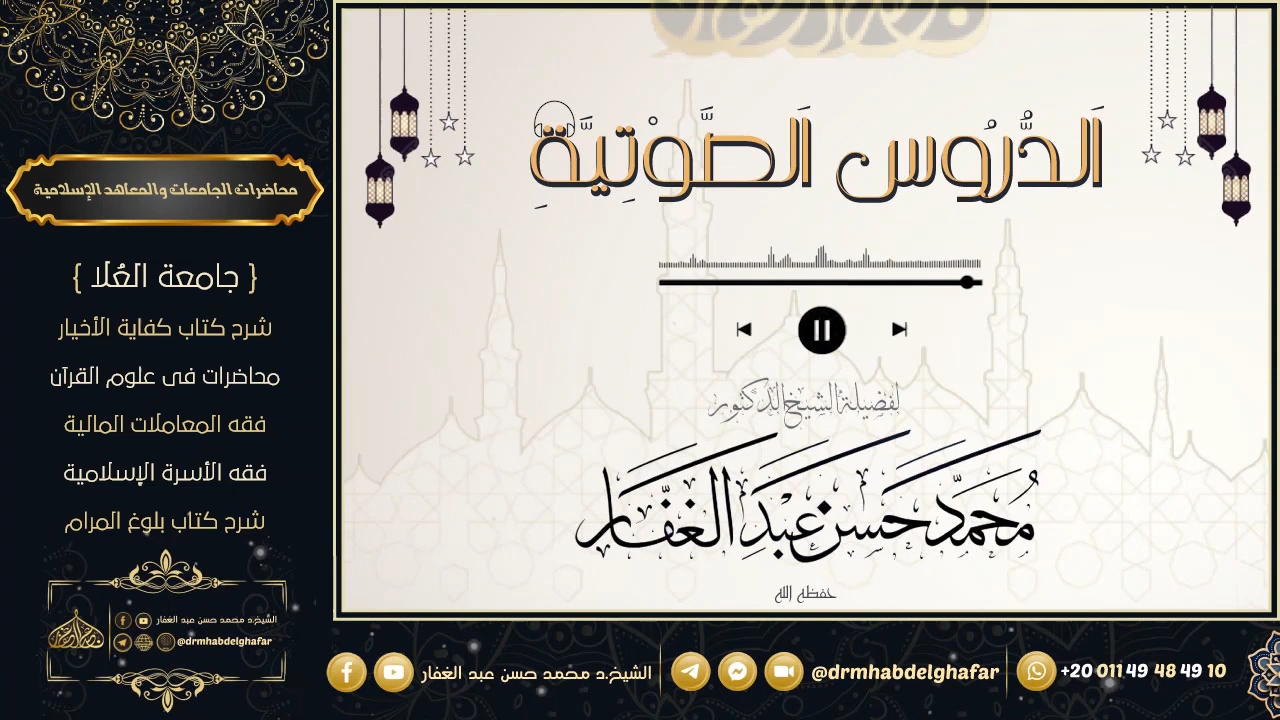 الدُّرُوس الصَّوْتِيَّةِ
لفضيلة الشيخ الدكتور
مُحَمَّد حَسَن عَبْد الغَفَّار
حفظه الله
محاضرات الجامعات والمعاهد الإسلامية
{ جامعة العُلا }
شرح كتاب كفاية الأخيار
محاضرات فى علوم القرآن
فقه المعاملات المالية
فقه الأسرة الإسلامية
شرح كتاب بلوغ المرام
الشيخ.د محمد حسن عبد الغفار
@drmhabdelghafar
الشيخ.د محمد حسن عبد الغفار
@drmhabdelghafar
+20 011 49 48 49 10